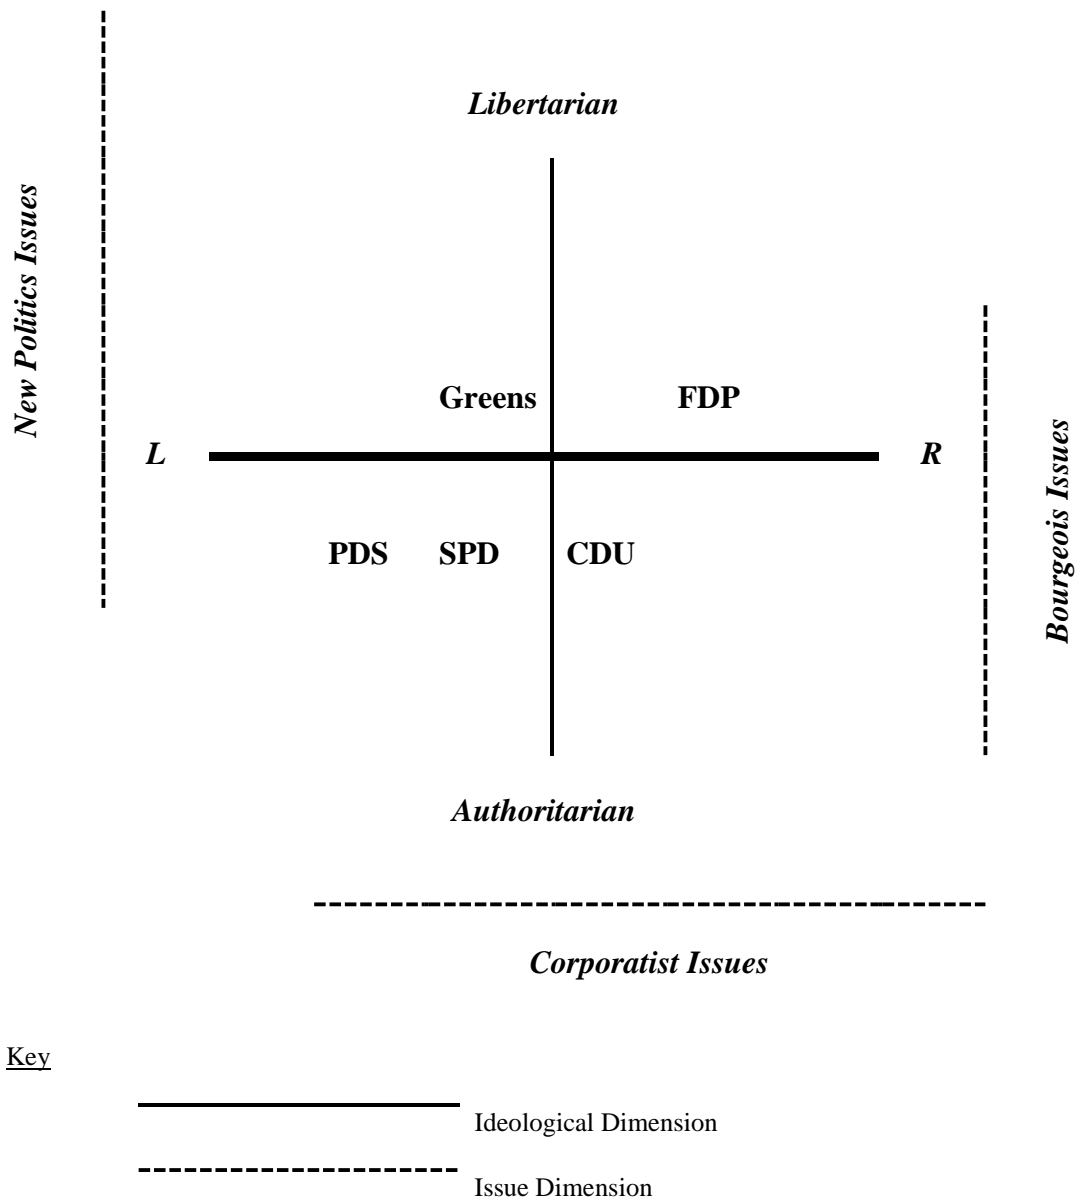 Libertarian
New Politics Issues
Greens FDP
L R
Bourgeois Issues
PDS SPD CDU
Authoritarian
Corporatist Issues
Key
Ideological Dimension
Issue Dimension